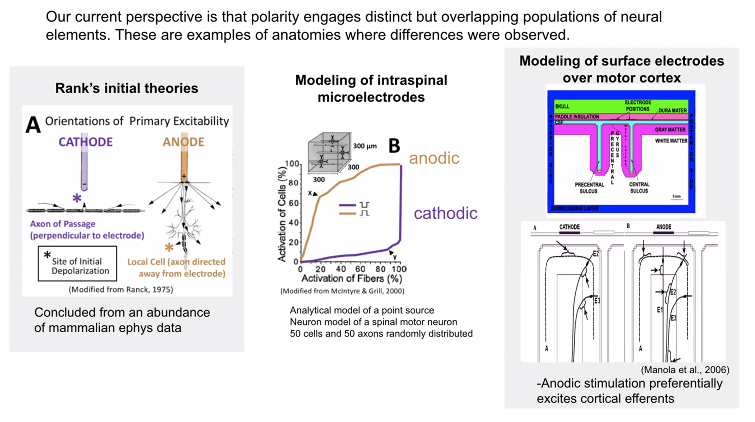 Our current perspective is that polarity engages distinct but overlapping populations of neural
elements. These are examples of anatomies where differences were observed.
Rank's initial theories
A Orientations of Primary Excitability
CATHODE ANODE
Axon of Passage
(perpendicular to electrode)
* Site of Initial
Depolarization
Local Cell (axon directed
away from electrode)
(Modified from Ranck, 1975)
Concluded from an abundance
of mammalian ephys data
Modeling of intraspinal
microelectrodes
B
300 µm
300
300
anodic
cathodic
Activation of Cells (%)
100
80
60
40
20
0
x
y
0 20 40 60 80 100
Activation of Fibers (%)
(Modified from McIntyre & Grill, 2000)
Analytical model of a point source
Neuron model of a spinal motor neuron
50 cells and 50 axons randomly distributed
Modeling of surface electrodes
over motor cortex
SKULL
ELECTRODE
POSITIONS
DURA MATER
PADDLE INSULATION
CSF
GRAY MATTER
WHITE MATTER
PRECENTRAL
GYRUS
PRECENTRAL
SULCUS
CENTRAL
SULCUS
A CATHODE B ANODE
E2
E3
A
E2
E1
E3
A
(Manola et al., 2006)
-Anodic stimulation preferentially
excites cortical efferents